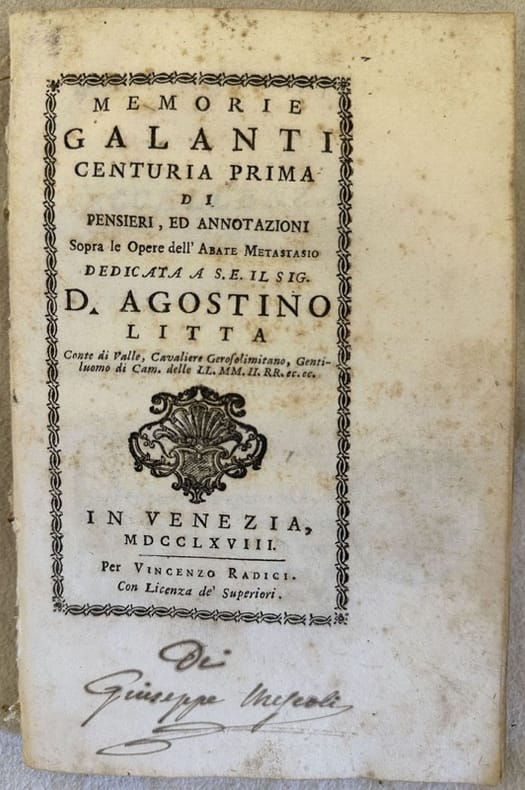 MEMORIE
GALANTI
CENTURIA PRIMA
DI
PENSIERI, ED ANNOTAZIONI
Sopra le Opere dell' ABATE METASTASIO
DEDICATA A S.E. IL SIG.
D. AGOSTINO
LITTA
Conte di Valle, Cavaliere Gerosolimitano, Genti-
luomo di Cam. delle LL. MM. II. RR. ec. ec.
IN VENEZIA,
MDCCLXVIII.
Per VINCENZO RADICI.
Con Licenza de' Superiori.
Di
Giuseppe